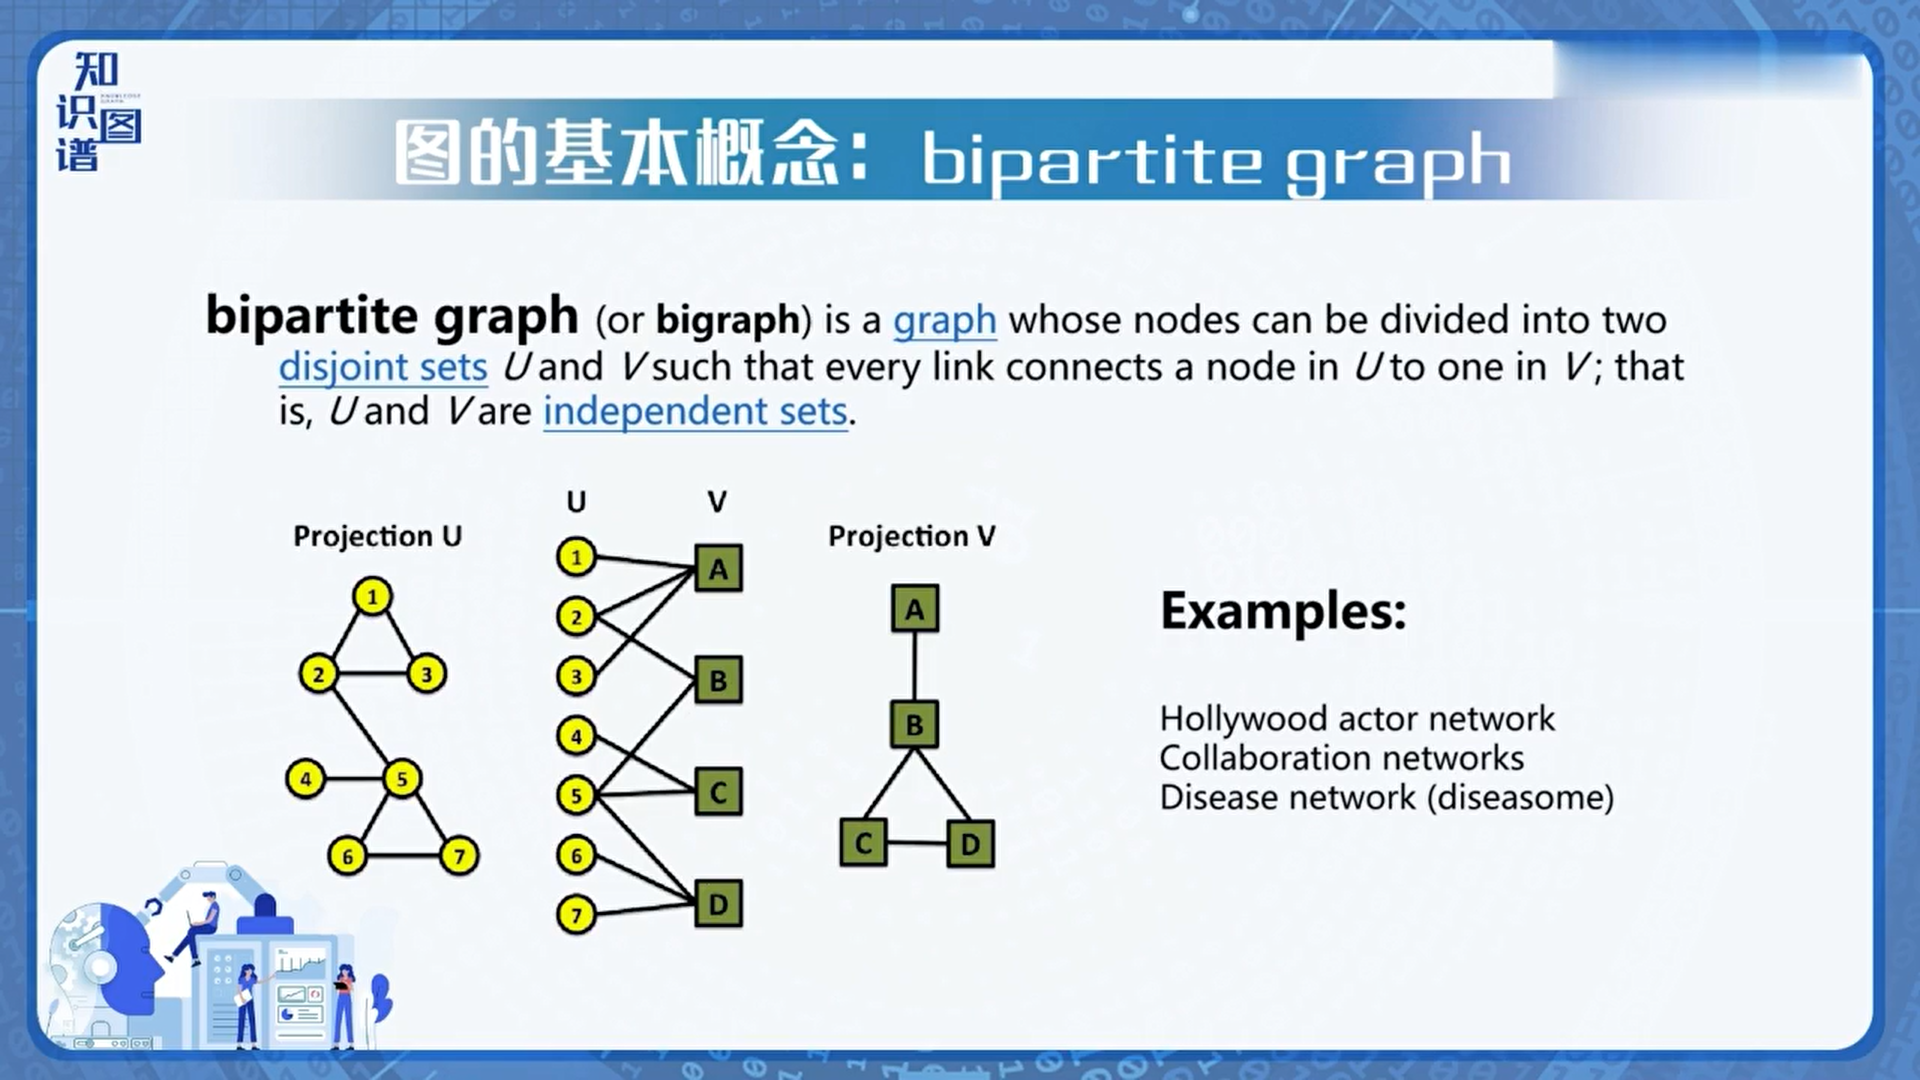 知
识图
谱
图的基本概念：bipartite graph
bipartite graph (or bigraph) is a graph whose nodes can be divided into two
disjoint sets U and V such that every link connects a node in U to one in V; that
is, U and V are independent sets.
U V
Projection U
Projection V
1
2 3
4 5
6 7
1
2
3
4
5
6
7
A
B
C
D
A
B
C D
Examples:
Hollywood actor network
Collaboration networks
Disease network (diseasome)